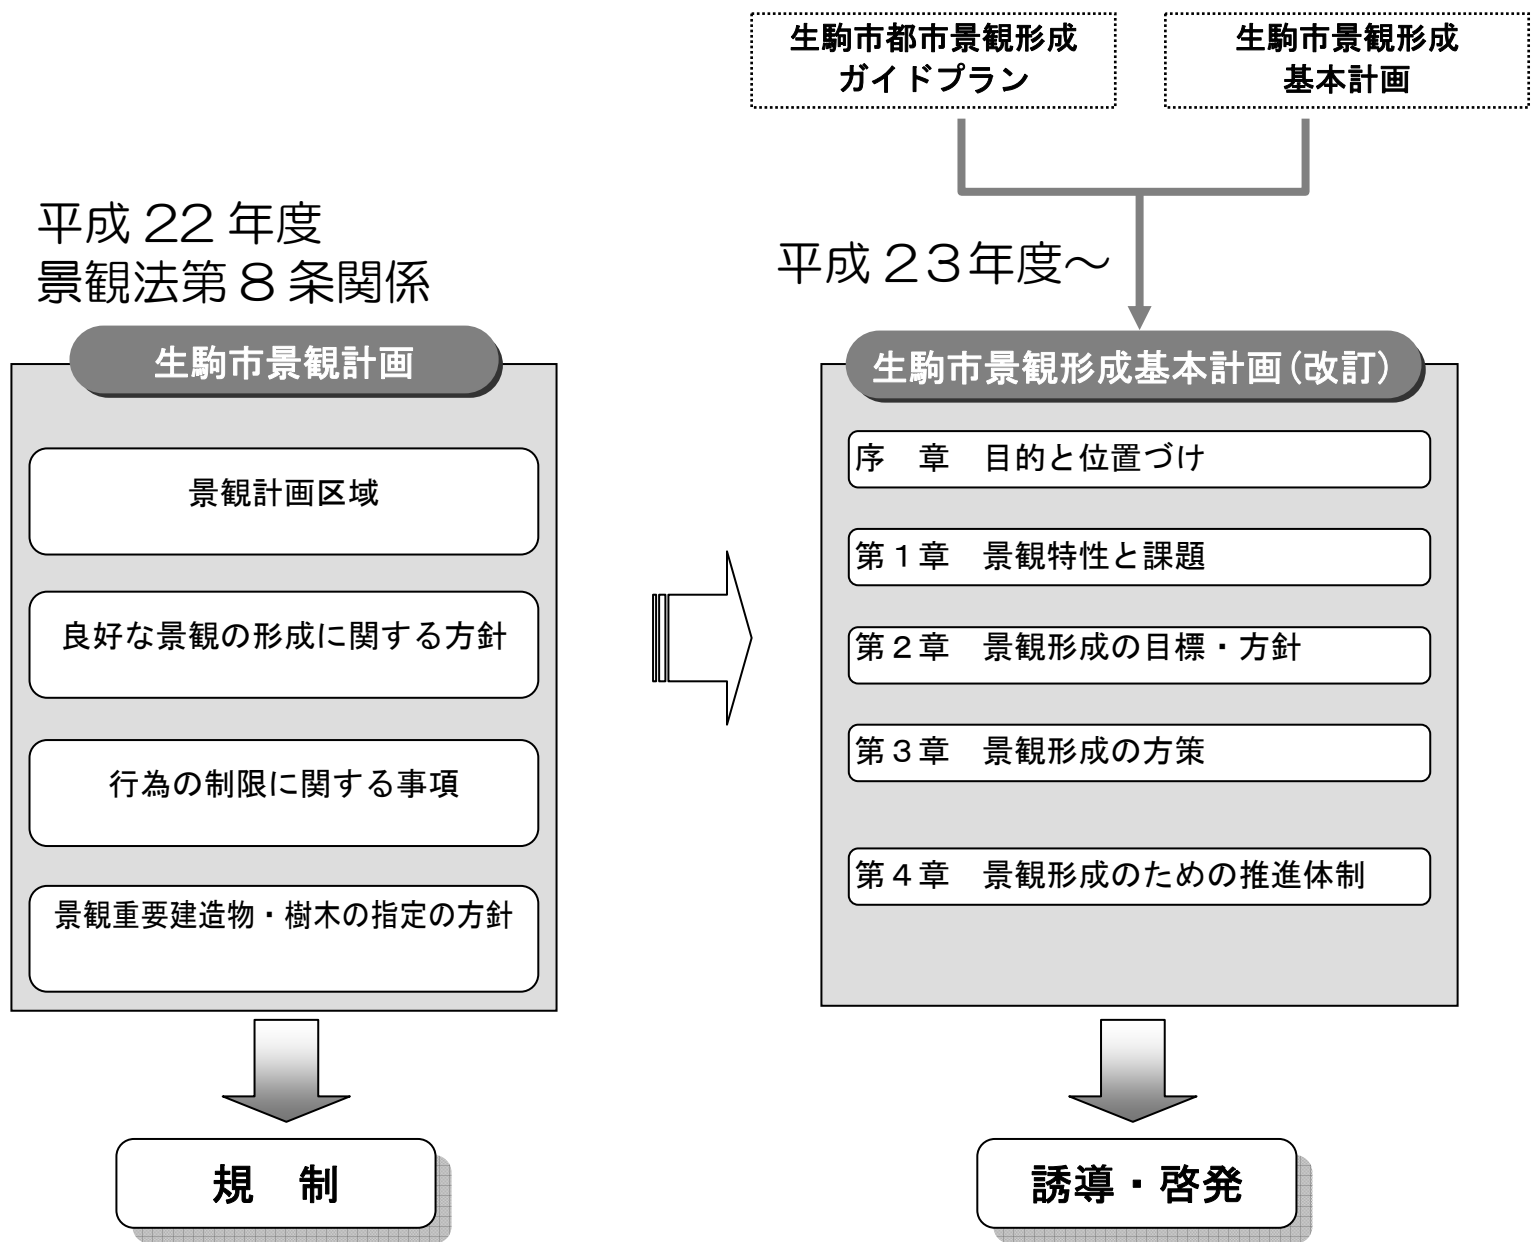 生駒市都市景観形成
ガイドプラン
生駒市景観形成
基本計画
平成22年度
景観法第8条関係
平成23年度～
生駒市景観計画
景観計画区域
良好な景観の形成に関する方針
行為の制限に関する事項
景観重要建造物・樹木の指定の方針
規　制
生駒市景観形成基本計画(改訂)
序　章　目的と位置づけ
第１章　景観特性と課題
第２章　景観形成の目標・方針
第３章　景観形成の方策
第４章　景観形成のための推進体制
誘導・啓発